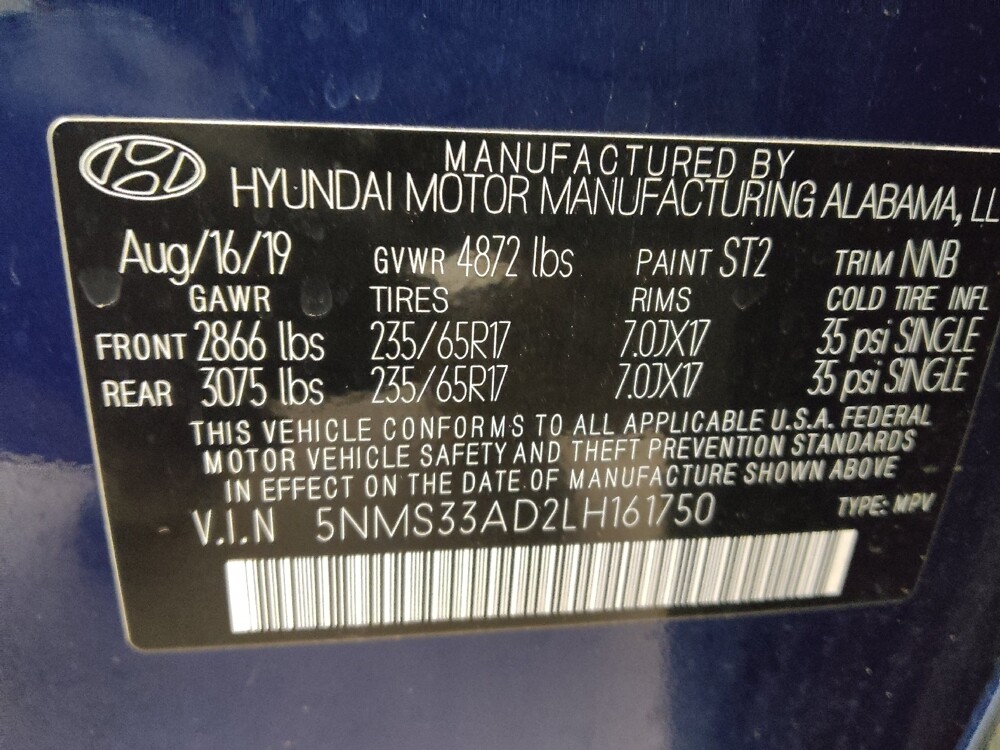 MANUFACTURED BY
HYUNDAI MOTOR MANUFACTURING ALABAMA, LL
Aug/16/19 GVWR 4872 lbs PAINT ST2 TRIM NNB
GAWR TIRES RIMS COLD TIRE INFL
FRONT 2866 lbs 235/65R17 7.0JX17 35 psi SINGLE
REAR 3075 lbs 235/65R17 7.0JX17 35 psi SINGLE
THIS VEHICLE CONFORMS TO ALL APPLICABLE U.S.A. FEDERAL
MOTOR VEHICLE SAFETY AND THEFT PREVENTION STANDARDS
IN EFFECT ON THE DATE OF MANUFACTURE SHOWN ABOVE
V.I.N 5NMS33AD2LH161750 TYPE: MPV